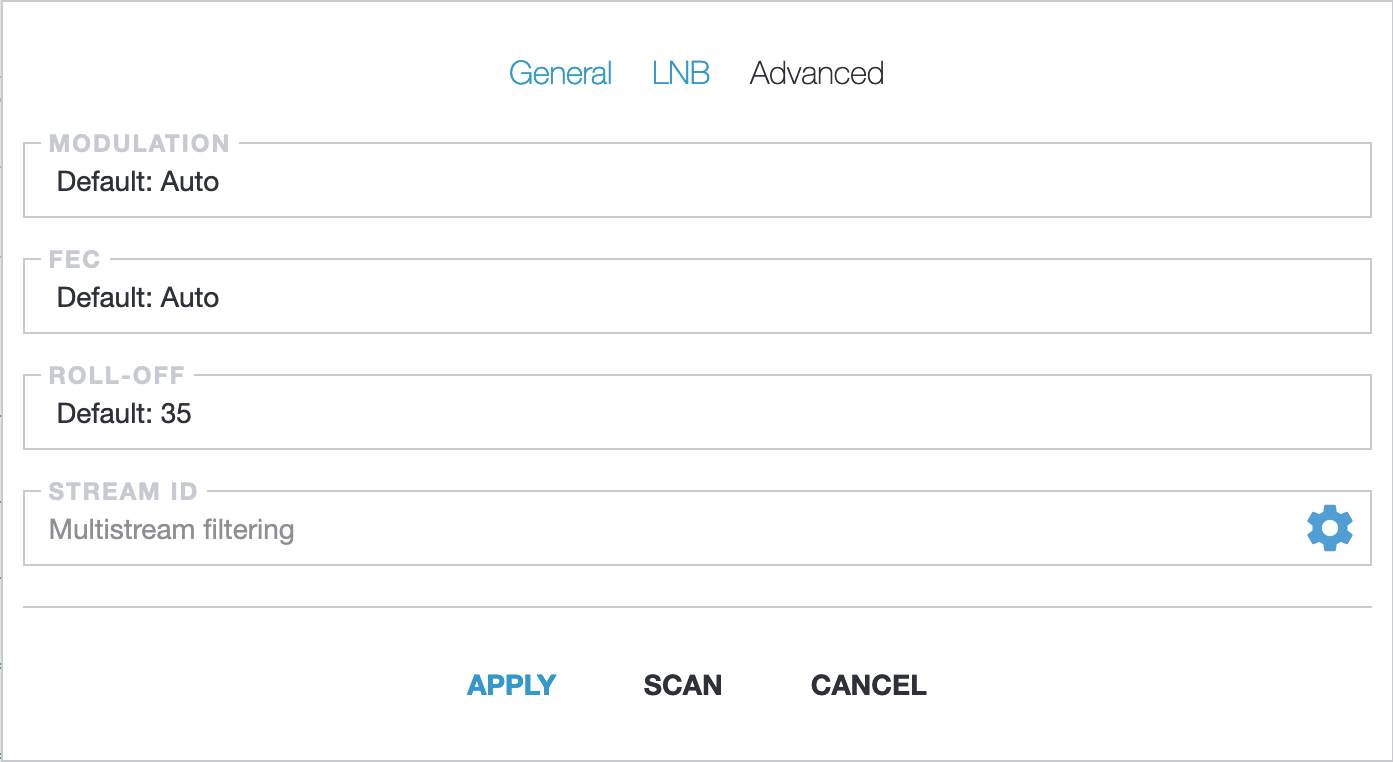 General LNB Advanced
MODULATION
Default: Auto
FEC
Default: Auto
ROLL-OFF
Default: 35
STREAM ID
Multistream filtering
APPLY SCAN CANCEL